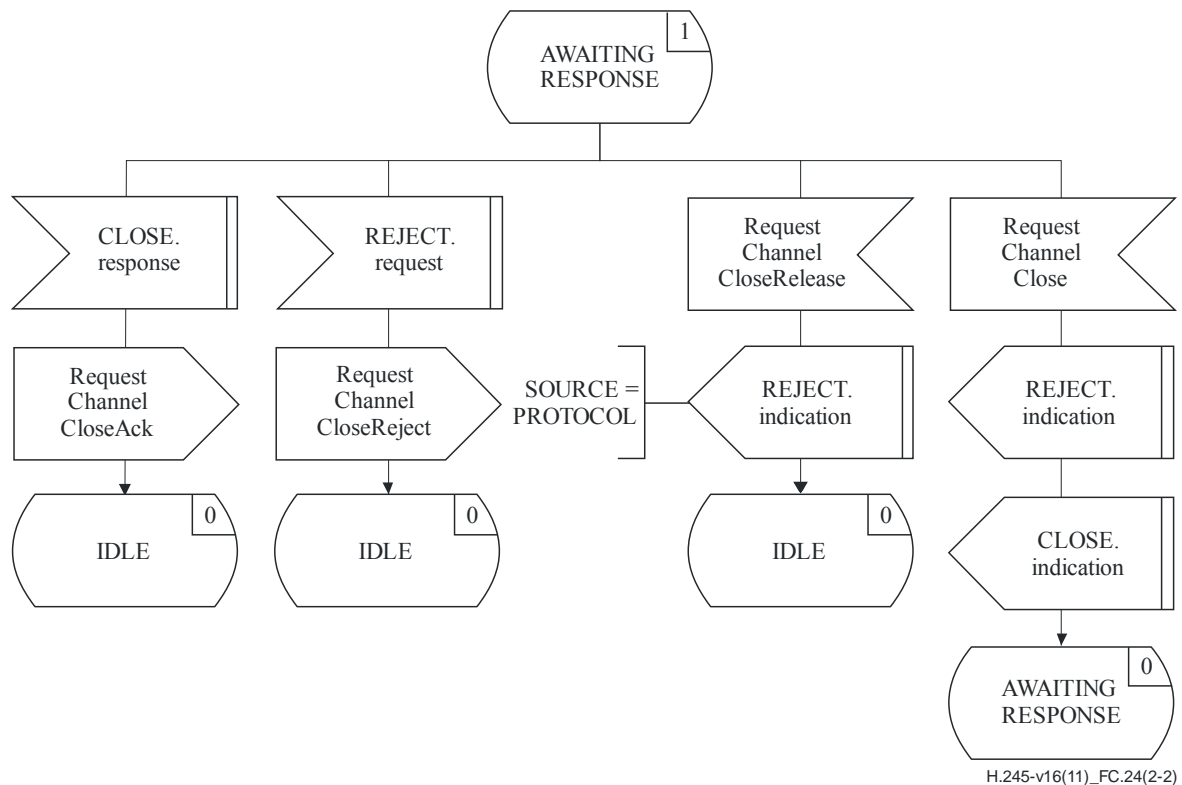 1
AWAITING
RESPONSE
CLOSE.
response
REJECT.
request
Request
Channel
CloseRelease
Request
Channel
Close
Request
Channel
CloseAck
Request
Channel
CloseReject
SOURCE =
PROTOCOL
REJECT.
indication
REJECT.
indication
0
IDLE
0
IDLE
0
IDLE
CLOSE.
indication
0
AWAITING
RESPONSE
H.245-v16(11)_FC.24(2-2)